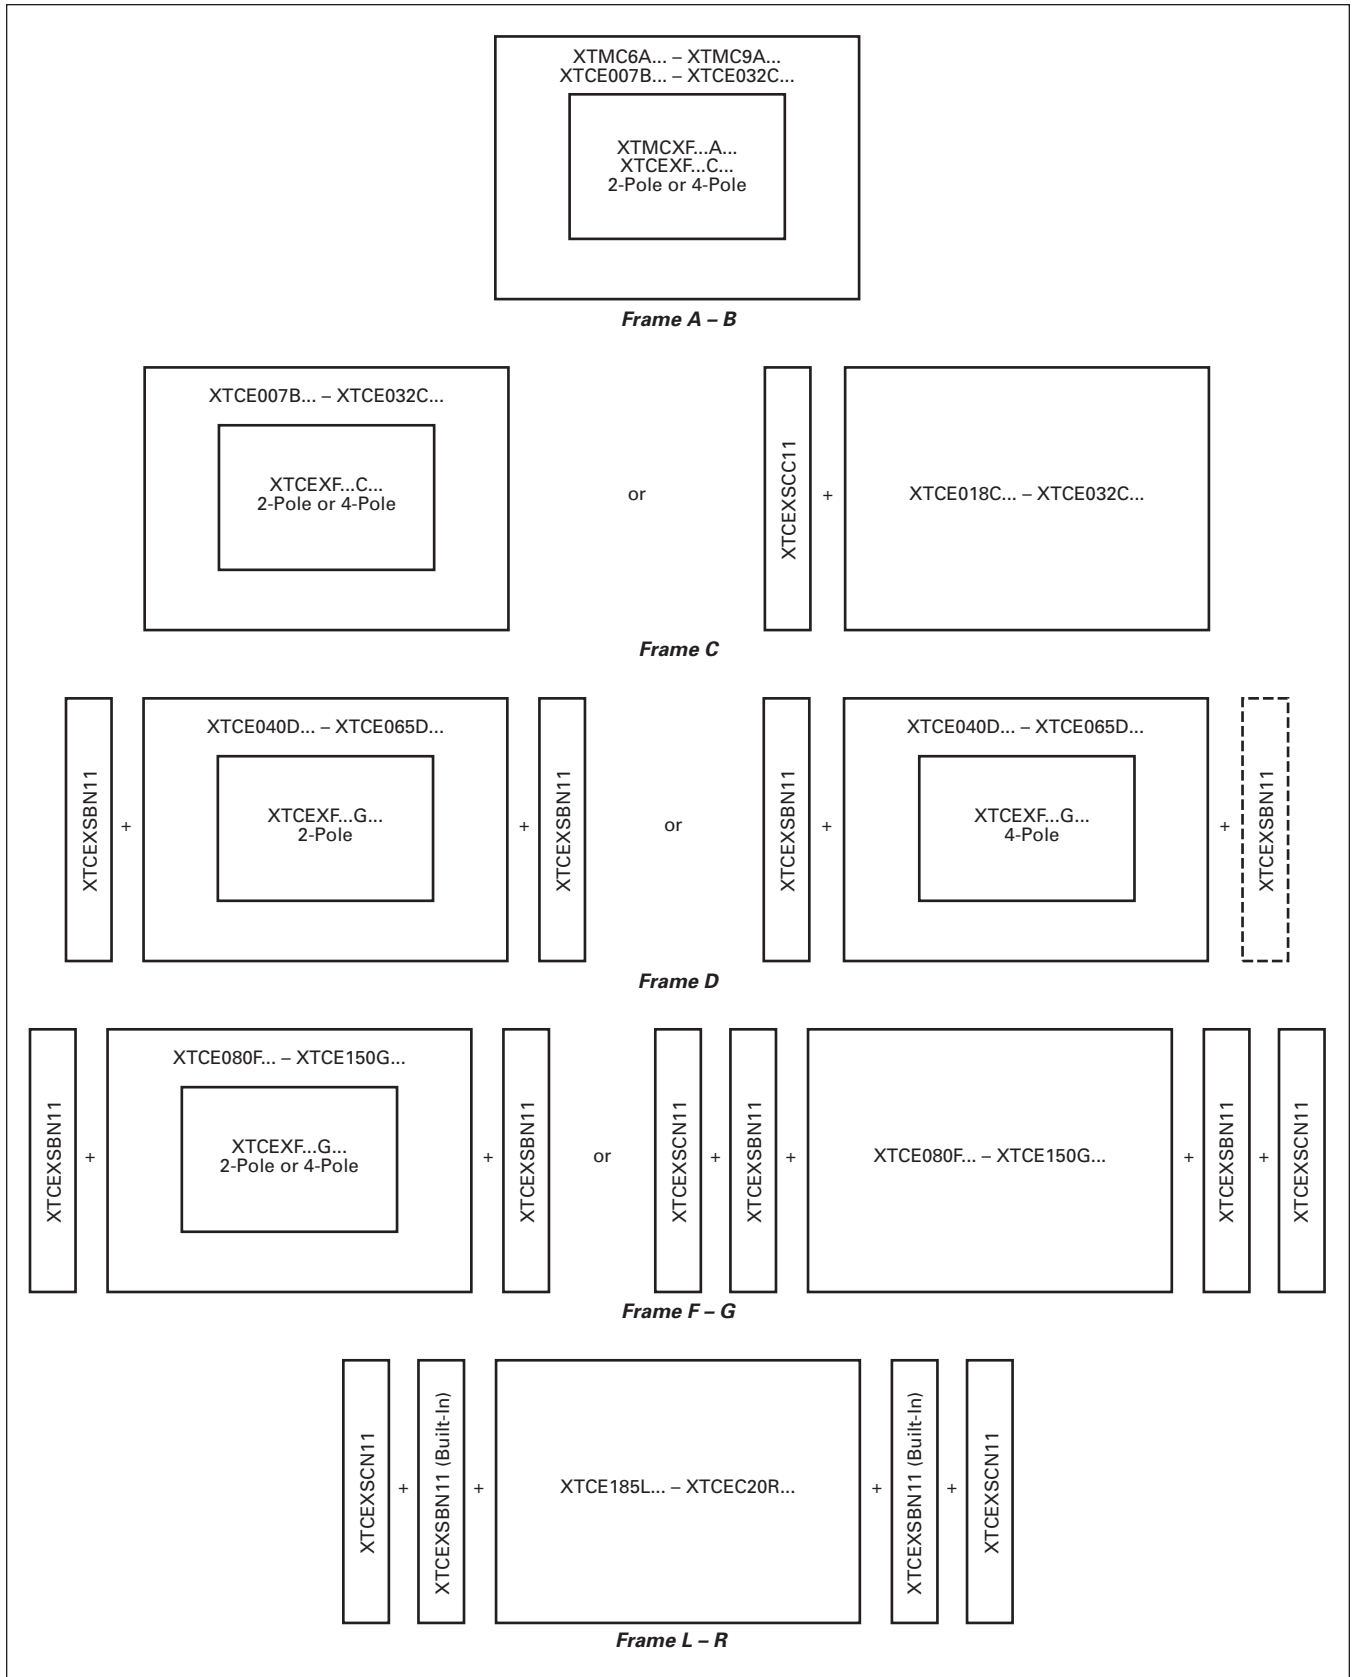 XTMC6A... – XTMC9A...
XTCE007B... – XTCE032C...
XTMCXF...A...
XTCEXF...C...
2-Pole or 4-Pole
Frame A – B
XTCE007B... – XTCE032C...
XTCEXF...C...
2-Pole or 4-Pole
or
XTCEXSCC11
+
XTCE018C... – XTCE032C...
Frame C
XTCEXSBN11
+
XTCE040D... – XTCE065D...
XTCEXF...G...
2-Pole
+
XTCEXSBN11
or
XTCEXSBN11
+
XTCE040D... – XTCE065D...
XTCEXF...G...
4-Pole
+
XTCEXSBN11
Frame D
XTCEXSBN11
+
XTCE080F... – XTCE150G...
XTCEXF...G...
2-Pole or 4-Pole
+
XTCEXSBN11
or
XTCEXSCN11
+
XTCEXSBN11
+
XTCE080F... – XTCE150G...
+
XTCEXSBN11
+
XTCEXSCN11
Frame F – G
XTCEXSCN11
+
XTCEXSBN11 (Built-In)
+
XTCE185L... – XTCEC20R...
+
XTCEXSBN11 (Built-In)
+
XTCEXSCN11
Frame L – R